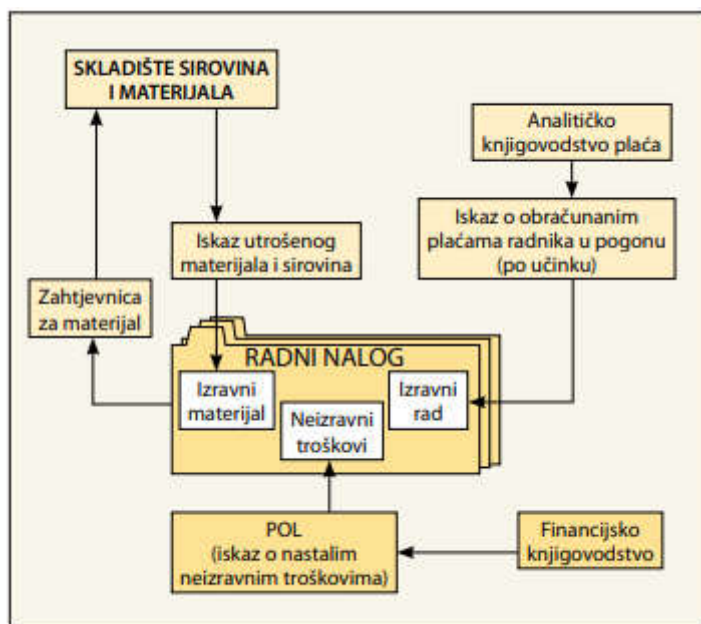 SKLADIŠTE SIROVINA
I MATERIJALA
Analitičko
knjigovodstvo plaća
Iskaz utrošenog
materijala i sirovina
Iskaz o obračunanim
plaćama radnika u pogonu
(po učinku)
Zahtjevnica
za materijal
RADNI NALOG
Izravni
materijal
Neizravni
troškovi
Izravni
rad
POL
(iskaz o nastalim
neizravnim troškovima)
Financijsko
knjigovodstvo